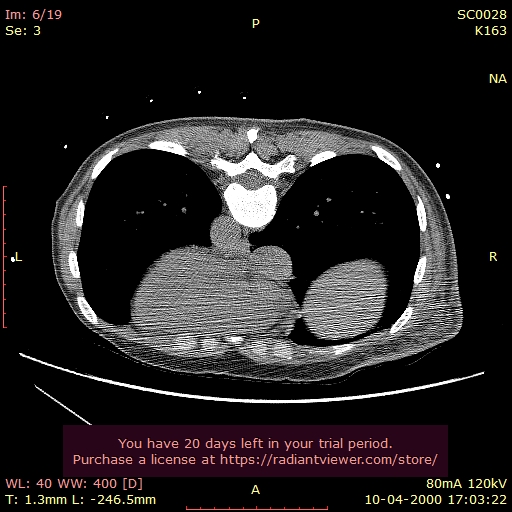 Im: 6/19
Se: 3
P
SC0028
K163
NA
L
R
You have 20 days left in your trial period.
Purchase a license at https://radiantviewer.com/store/
WL: 40 WW: 400 [D]
T: 1.3mm L: -246.5mm
A
80mA 120kV
10-04-2000 17:03:22